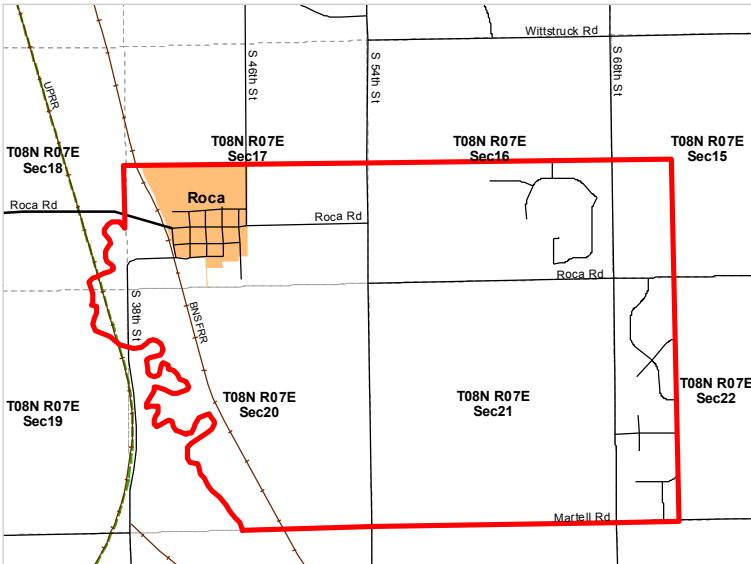 Wittstruck Rd
S 46th St
S 54th St
S 68th St
UPRR
T08N R07E
Sec18
T08N R07E
Sec17
T08N R07E
Sec16
T08N R07E
Sec15
Roca
Roca Rd
Roca Rd
Roca Rd
S 38th St
BNSFRR
T08N R07E
Sec19
T08N R07E
Sec20
T08N R07E
Sec21
T08N R07E
Sec22
Martell Rd